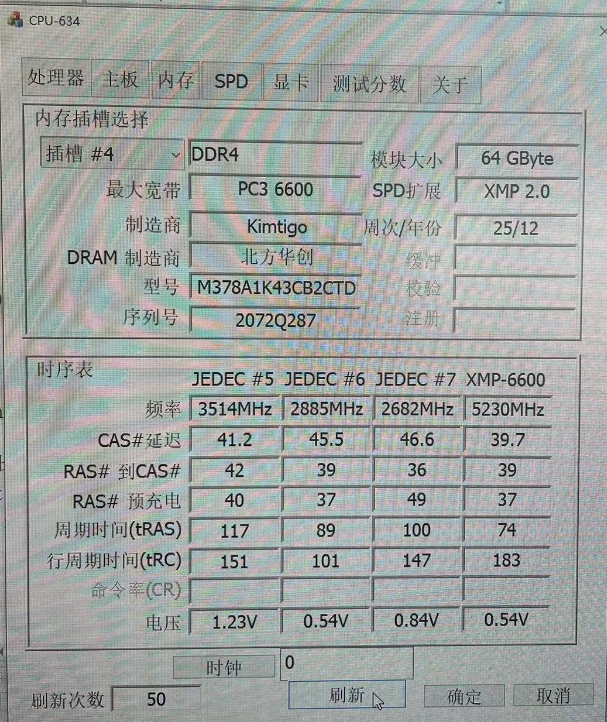 CPU-634
处理器 主板 内存 SPD 显卡 测试分数 关于
内存插槽选择
插槽 #4 DDR4 模块大小 64 GByte
最大宽带 PC3 6600 SPD扩展 XMP 2.0
制造商 Kimtigo 周次/年份 25/12
DRAM 制造商 北方华创 缓冲
型号 M378A1K43CB2CTD 校验
序列号 2072Q287 注册
时序表
JEDEC #5 JEDEC #6 JEDEC #7 XMP-6600
频率 3514MHz 2885MHz 2682MHz 5230MHz
CAS#延迟 41.2 45.5 46.6 39.7
RAS# 到CAS# 42 39 36 39
RAS# 预充电 40 37 49 37
周期时间(tRAS) 117 89 100 74
行周期时间(tRC) 151 101 147 183
命令率(CR)
电压 1.23V 0.54V 0.84V 0.54V
时钟 0
刷新次数 50 刷新 确定 取消